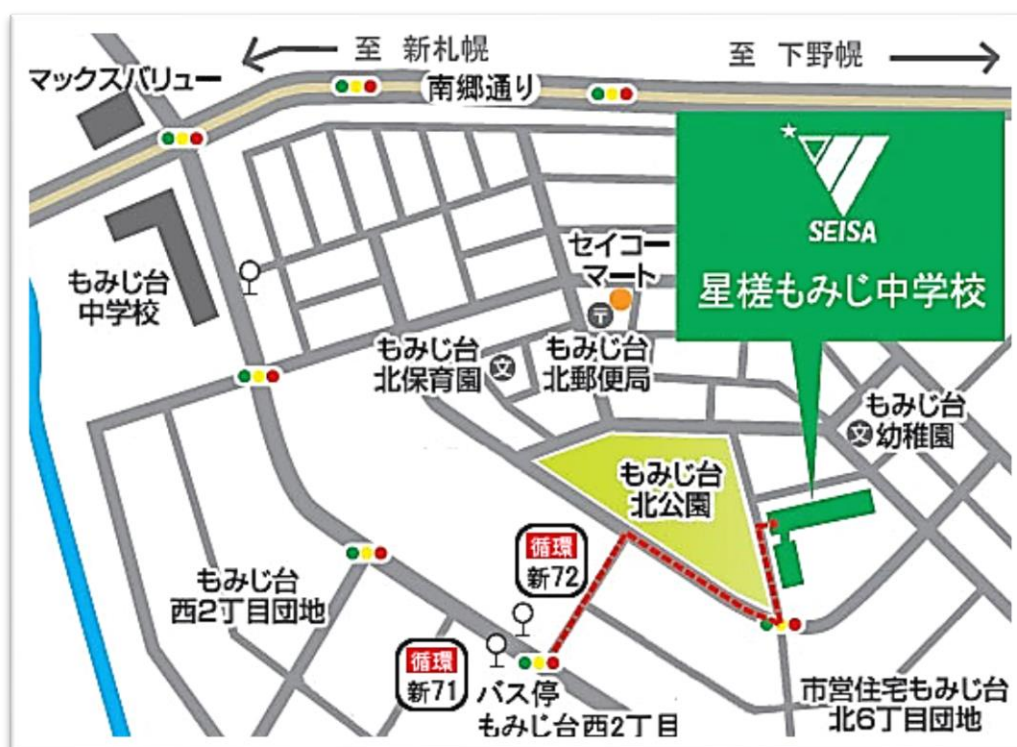 至 新札幌
至 下野幌
マックスバリュー
南郷通り
SEISA
星槎もみじ中学校
もみじ台
中学校
セイコー
マート
〒
もみじ台
北保育園
文
もみじ台
北郵便局
もみじ台
幼稚園
文
もみじ台
北公園
循環
新72
もみじ台
西2丁目団地
循環
新71
バス停
もみじ台西2丁目
市営住宅もみじ台
北6丁目団地